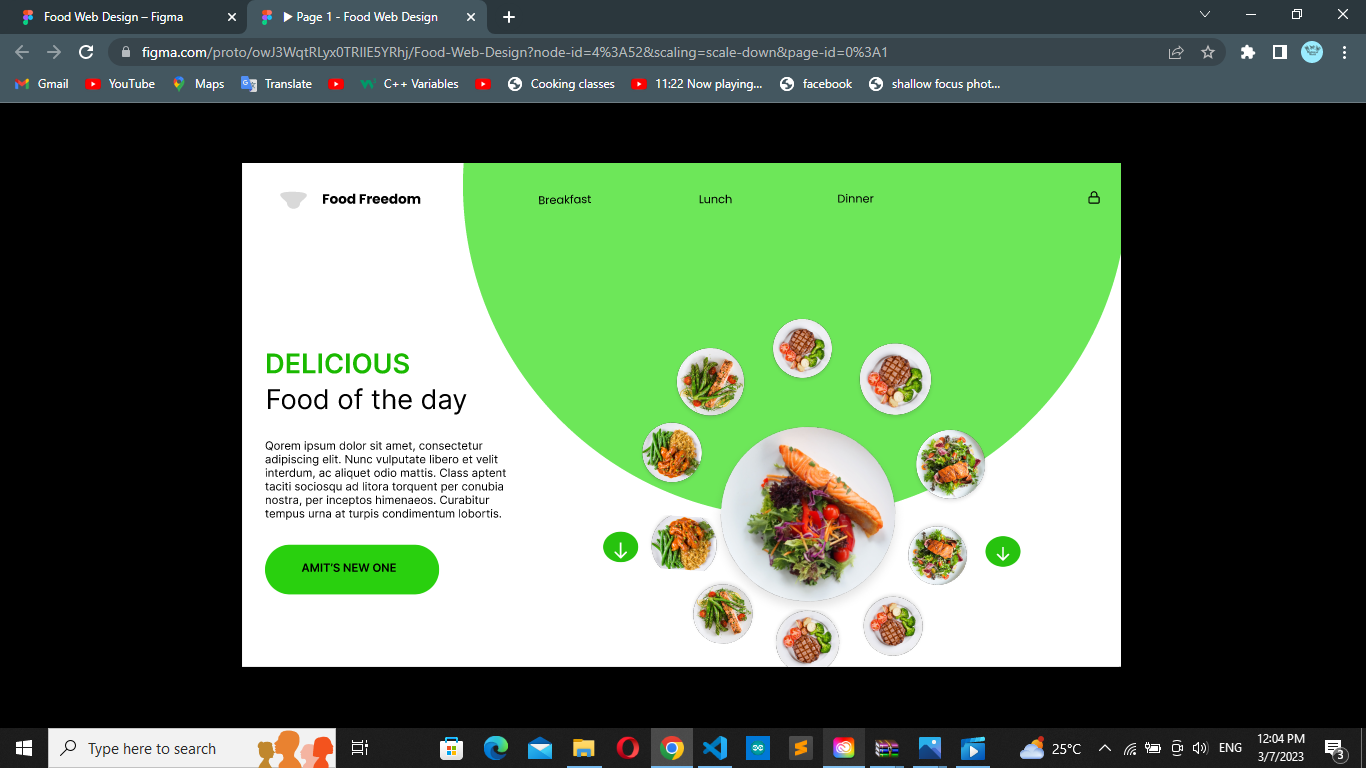 Food Web Design – Figma
Page 1 - Food Web Design
figma.com/proto/owJ3WqtRLyx0TRIlE5YRhj/Food-Web-Design?node-id=4%3A52&scaling=scale-down&page-id=0%3A1
Gmail YouTube Maps Translate C++ Variables Cooking classes 11:22 Now playing... facebook shallow focus phot...
Food Freedom Breakfast Lunch Dinner
DELICIOUS
Food of the day
Qorem ipsum dolor sit amet, consectetur
adipiscing elit. Nunc vulputate libero et velit
interdum, ac aliquet odio mattis. Class aptent
taciti sociosqu ad litora torquent per conubia
nostra, per inceptos himenaeos. Curabitur
tempus urna at turpis condimentum lobortis.
AMIT'S NEW ONE
Type here to search
25°C
ENG
12:04 PM
3/7/2023
3